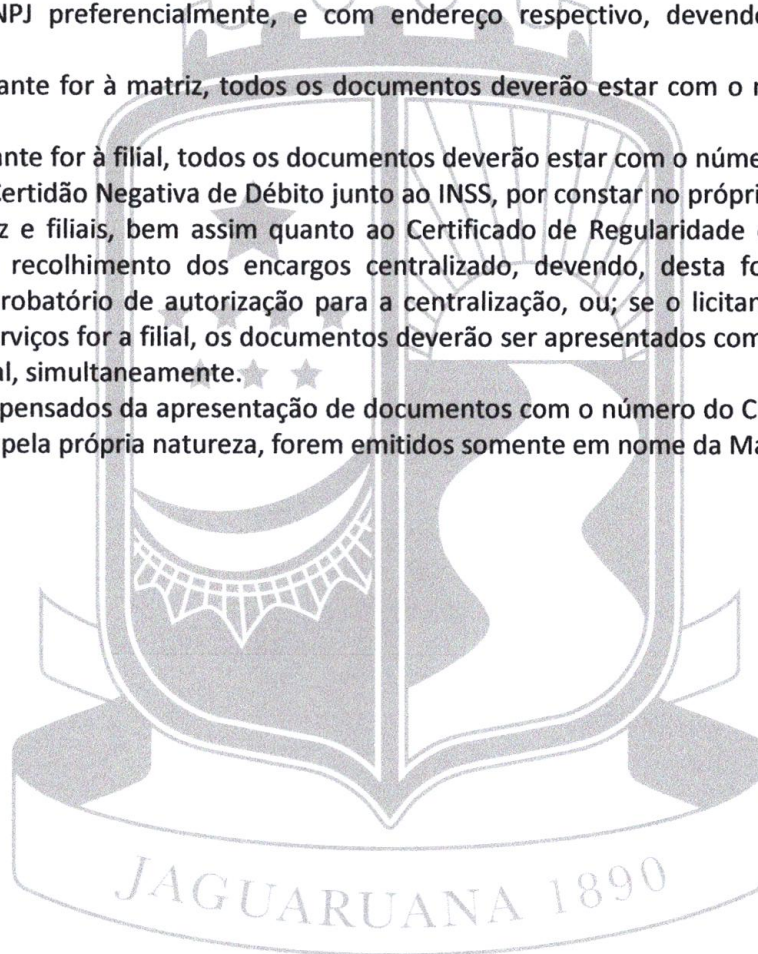 NPJ preferencialmente, e com endereço respectivo, devend
ante for à matriz, todos os documentos deverão estar com o
ante for à filial, todos os documentos deverão estar com o núme
Certidão Negativa de Débito junto ao INSS, por constar no própri
z e filiais, bem assim quanto ao Certificado de Regularidade
recolhimento dos encargos centralizado, devendo, desta fo
robatório de autorização para a centralização, ou; se o licitan
rviços for a filial, os documentos deverão ser apresentados com
al, simultaneamente.
pensados da apresentação de documentos com o número do C
pela própria natureza, forem emitidos somente em nome da Ma
JAGUARUANA 1890